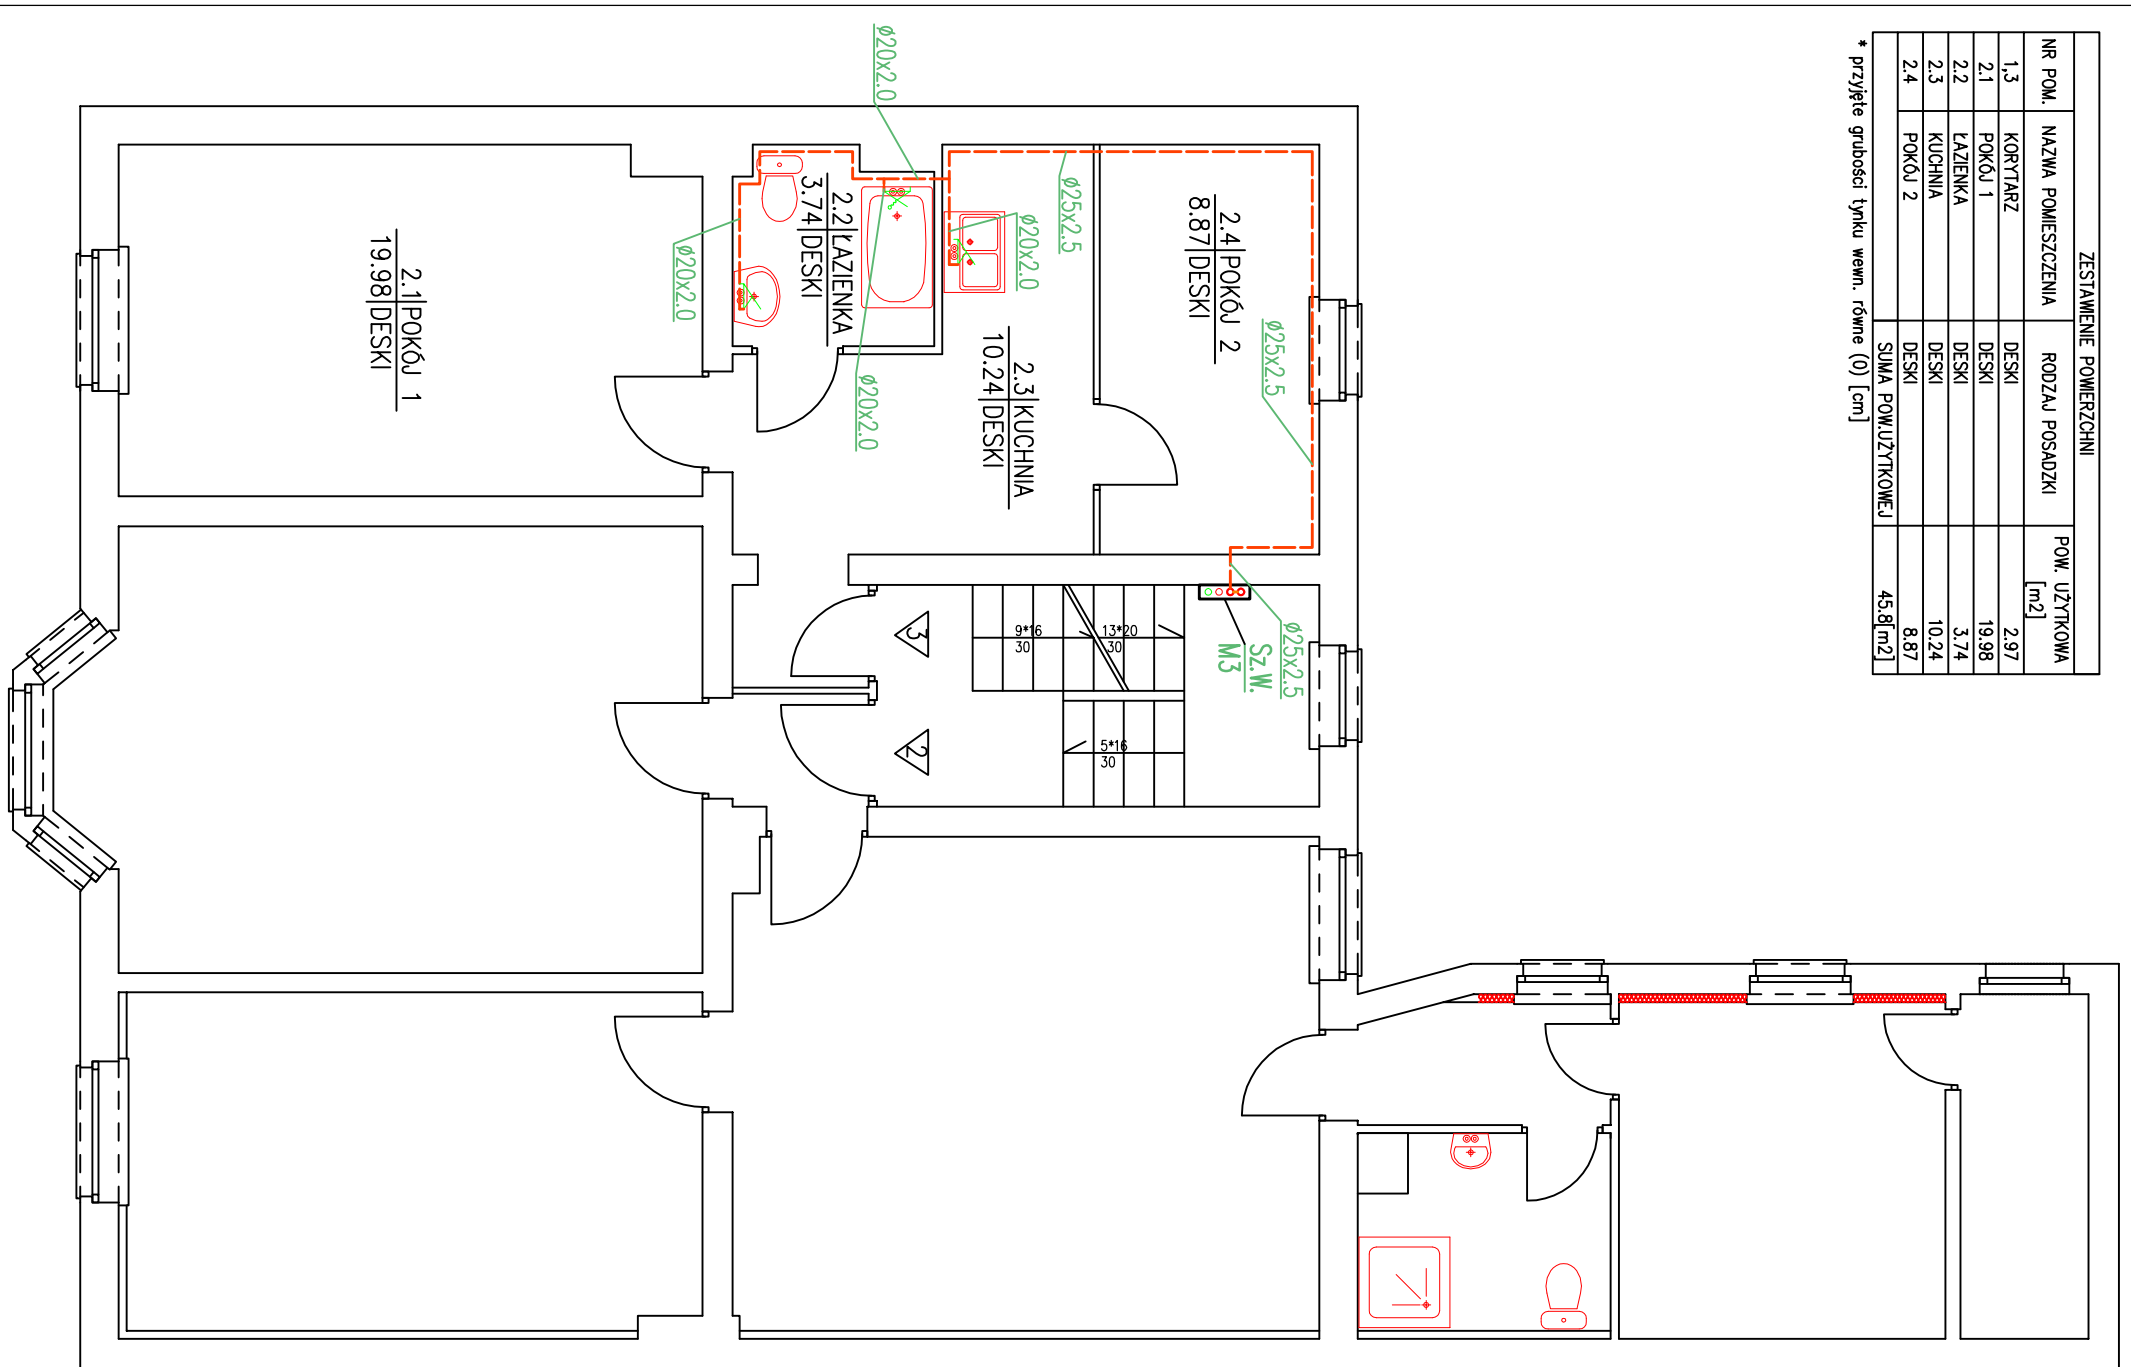 ZESTAWIENIE POWIERZCHNI
NR POM. NAZWA POMIESZCZENIA RODZAJ POSADZKI POW. UŻYTKOWA [m2]
1,3 KORYTARZ DESKI 2.97
2.1 POKÓJ 1 DESKI 19.98
2.2 ŁAZIENKA DESKI 3.74
2.3 KUCHNIA DESKI 10.24
2.4 POKÓJ 2 DESKI 8.87
SUMA POW.UŻYTKOWEJ 45.8[m2]
* przyjęte grubości tynku wewn. równe (0) [cm]
ø25x2.5
Sz.W.
M3
ø25x2.5
2.4 POKÓJ 2
8.87 DESKI
ø25x2.5
ø20x2.0
2.3 KUCHNIA
10.24 DESKI
ø20x2.0
ø20x2.0
2.2 ŁAZIENKA
3.74 DESKI
ø20x2.0
2.1 POKÓJ 1
19.98 DESKI
13*20
30
9*16
30
5*16
30
3
2